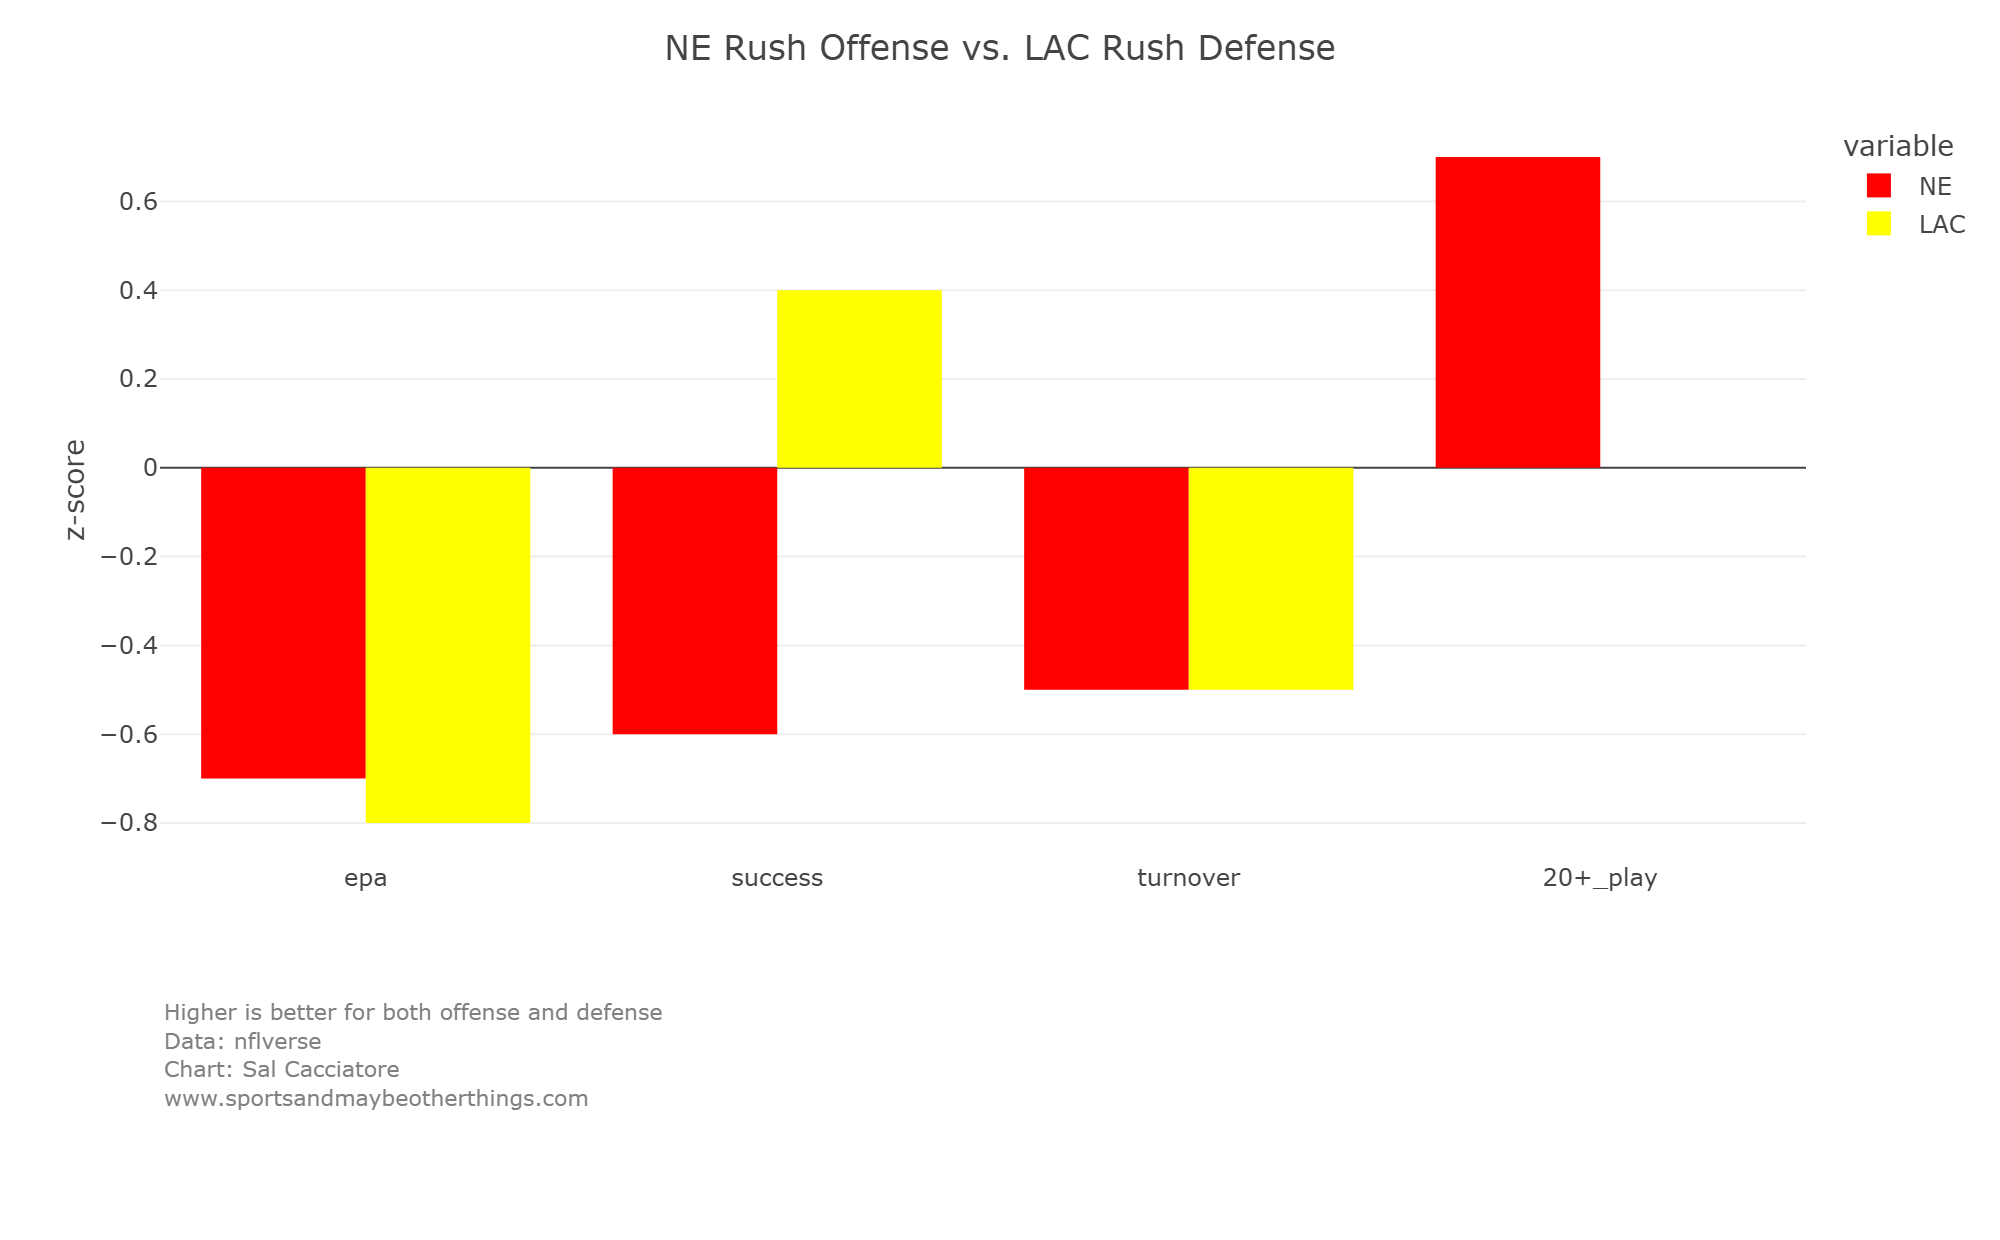 NE Rush Offense vs. LAC Rush Defense
variable
NE
LAC
z-score
0.6
0.4
0.2
0
−0.2
−0.4
−0.6
−0.8
epa
success
turnover
20+_play
Higher is better for both offense and defense
Data: nflverse
Chart: Sal Cacciatore
www.sportsandmaybeotherthings.com